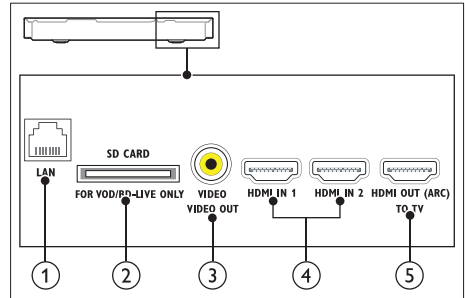 LAN
SD CARD
FOR VOD/BD-LIVE ONLY
VIDEO
VIDEO OUT
HDMI IN 1
HDMI IN 2
HDMI OUT (ARC)
TO TV
1
2
3
4
5